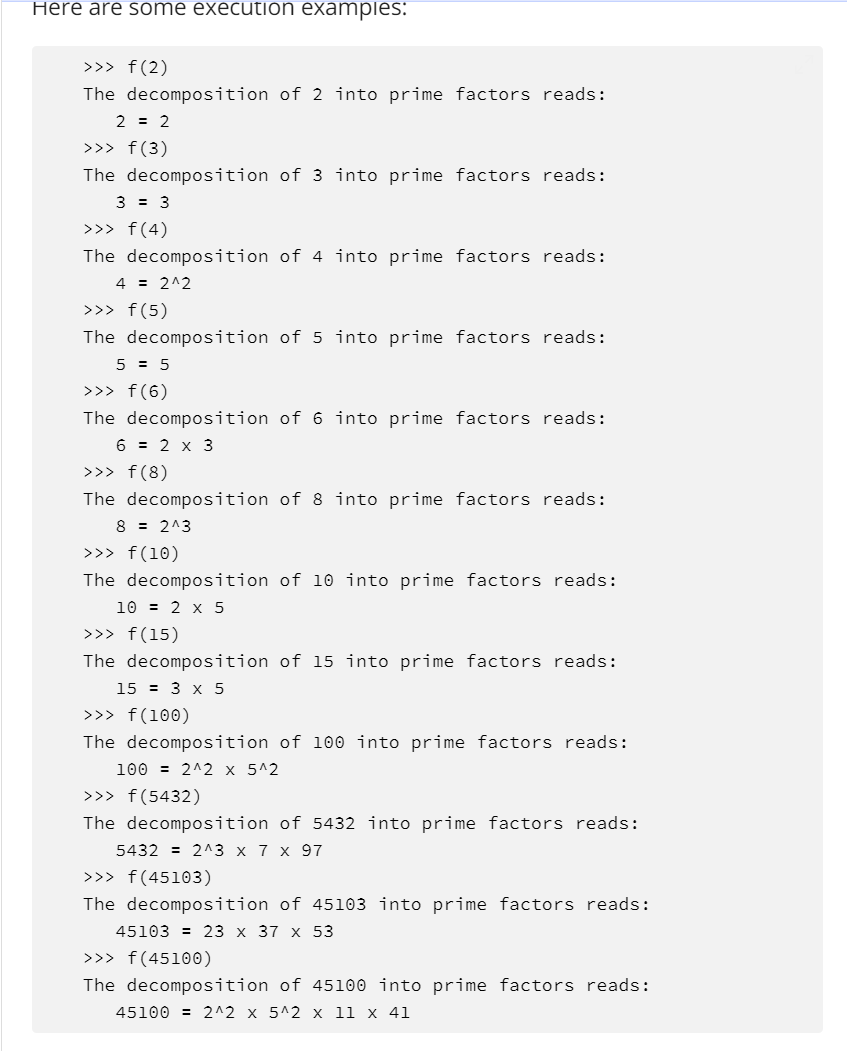 Here are some execution examples:
>>> f(2)
The decomposition of 2 into prime factors reads:
2 = 2
>>> f(3)
The decomposition of 3 into prime factors reads:
3 = 3
>>> f(4)
The decomposition of 4 into prime factors reads:
4 = 2^2
>>> f(5)
The decomposition of 5 into prime factors reads:
5 = 5
>>> f(6)
The decomposition of 6 into prime factors reads:
6 = 2 x 3
>>> f(8)
The decomposition of 8 into prime factors reads:
8 = 2^3
>>> f(10)
The decomposition of 10 into prime factors reads:
10 = 2 x 5
>>> f(15)
The decomposition of 15 into prime factors reads:
15 = 3 x 5
>>> f(100)
The decomposition of 100 into prime factors reads:
100 = 2^2 x 5^2
>>> f(5432)
The decomposition of 5432 into prime factors reads:
5432 = 2^3 x 7 x 97
>>> f(45103)
The decomposition of 45103 into prime factors reads:
45103 = 23 x 37 x 53
>>> f(45100)
The decomposition of 45100 into prime factors reads:
45100 = 2^2 x 5^2 x 11 x 41